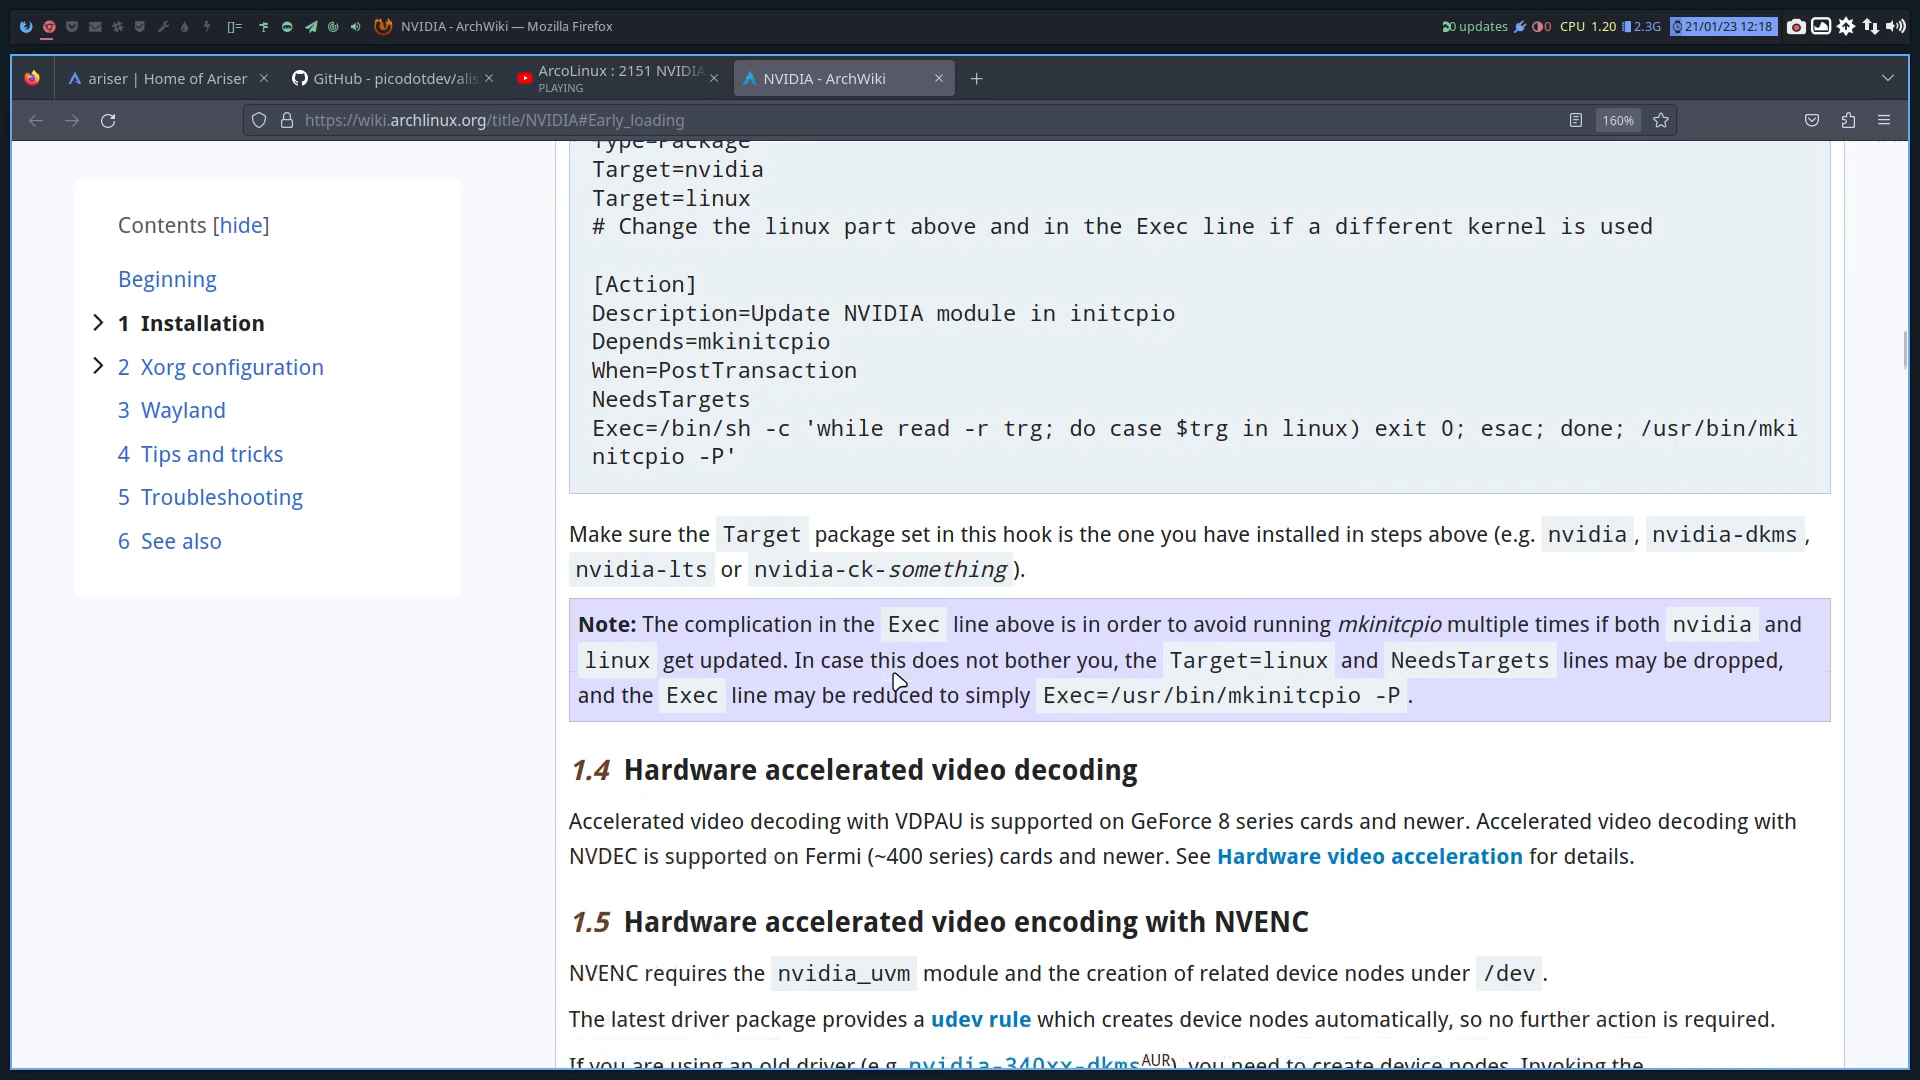 NVIDIA - ArchWiki — Mozilla Firefox
0 updates
0
CPU 1.20
2.3G
21/01/23 12:18
ariser | Home of Ariser
GitHub - picodotdev/alis
ArcoLinux : 2151 NVIDIA
PLAYING
NVIDIA - ArchWiki
https://wiki.archlinux.org/title/NVIDIA#Early_loading
160%
Contents [hide]
Beginning
1 Installation
2 Xorg configuration
3 Wayland
4 Tips and tricks
5 Troubleshooting
6 See also
Type=Package
Target=nvidia
Target=linux
# Change the linux part above and in the Exec line if a different kernel is used
[Action]
Description=Update NVIDIA module in initcpio
Depends=mkinitcpio
When=PostTransaction
NeedsTargets
Exec=/bin/sh -c 'while read -r trg; do case $trg in linux) exit 0; esac; done; /usr/bin/mki
nitcpio -P'
Make sure the Target package set in this hook is the one you have installed in steps above (e.g. nvidia, nvidia-dkms,
nvidia-lts or nvidia-ck-something).
Note: The complication in the Exec line above is in order to avoid running mkinitcpio multiple times if both nvidia and
linux get updated. In case this does not bother you, the Target=linux and NeedsTargets lines may be dropped,
and the Exec line may be reduced to simply Exec=/usr/bin/mkinitcpio -P.
1.4 Hardware accelerated video decoding
Accelerated video decoding with VDPAU is supported on GeForce 8 series cards and newer. Accelerated video decoding with
NVDEC is supported on Fermi (~400 series) cards and newer. See Hardware video acceleration for details.
1.5 Hardware accelerated video encoding with NVENC
NVENC requires the nvidia_uvm module and the creation of related device nodes under /dev.
The latest driver package provides a udev rule which creates device nodes automatically, so no further action is required.
If you are using an old driver (e.g. nvidia-340xx-dkmsAUR), you need to create device nodes. Invoking the